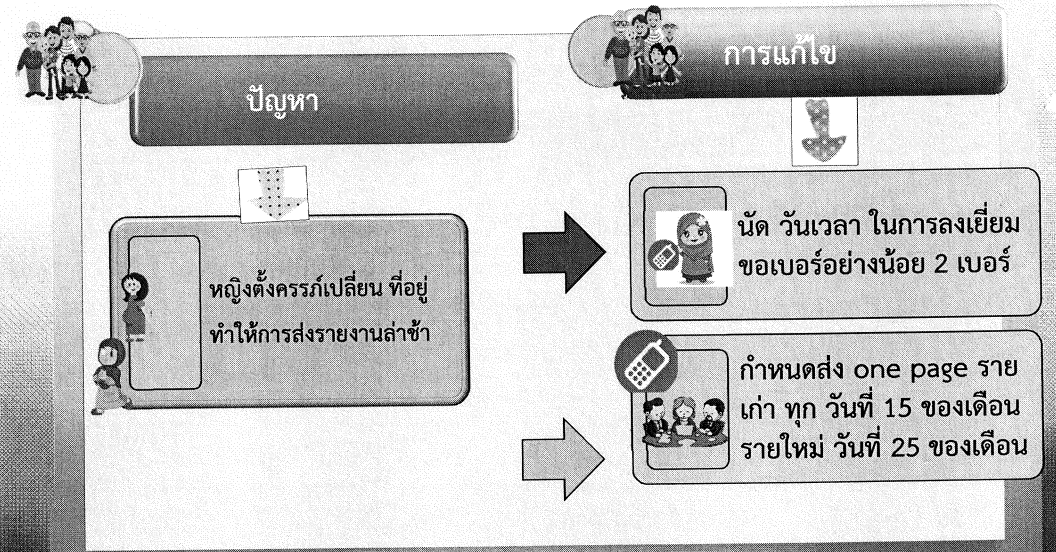 ปัญหา
หญิงตั้งครรภ์เปลี่ยน ที่อยู่
ทำให้การส่งรายงานล่าช้า
การแก้ไข
นัด วันเวลา ในการลงเยี่ยม
ขอเบอร์อย่างน้อย 2 เบอร์
กำหนดส่ง one page ราย
เก่า ทุก วันที่ 15 ของเดือน
รายใหม่ วันที่ 25 ของเดือน